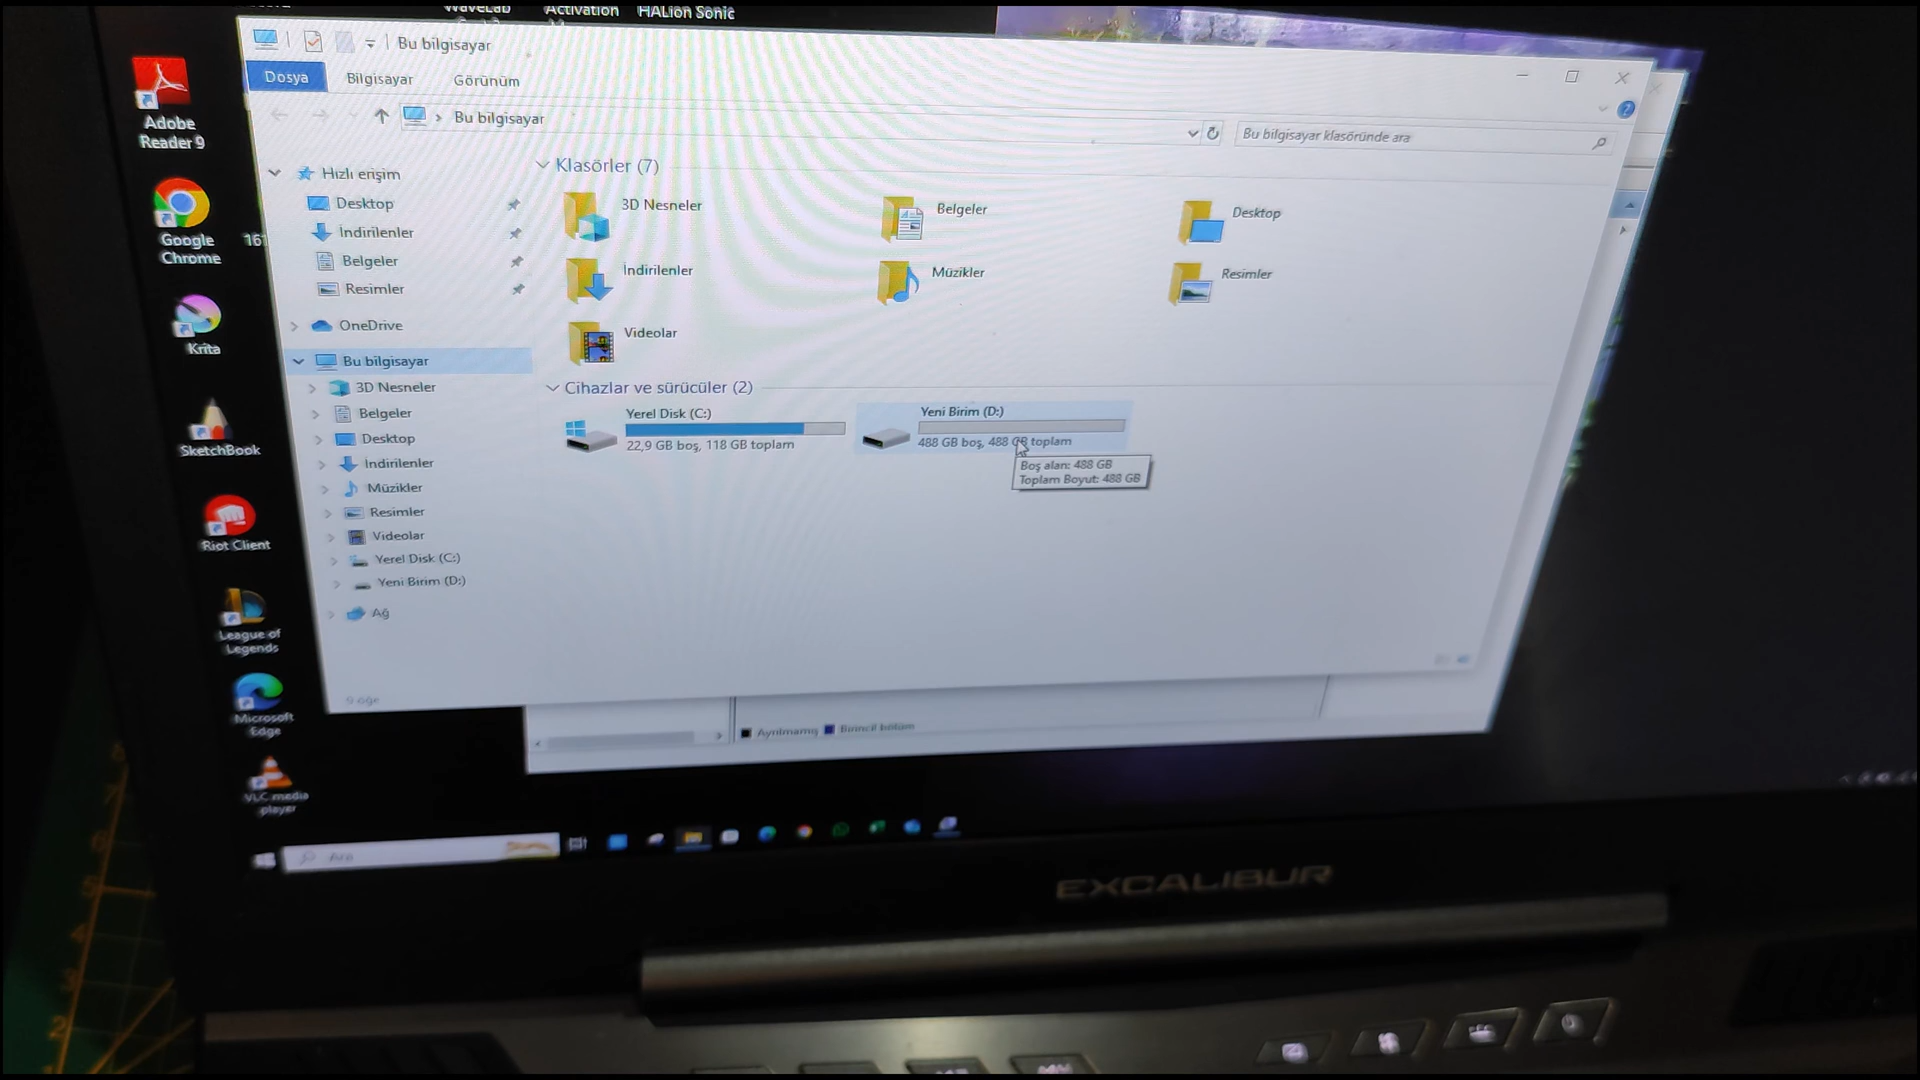 WaveLab
Activation
HALion Sonic
Bu bilgisayar
Dosya
Bilgisayar
Görünüm
Bu bilgisayar
Bu bilgisayar klasöründe ara
Adobe
Reader 9
Google
Chrome
161
Krita
SketchBook
Riot Client
League of
Legends
Microsoft
Edge
VLC media
player
Hızlı erişim
Desktop
İndirilenler
Belgeler
Resimler
OneDrive
Bu bilgisayar
3D Nesneler
Belgeler
Desktop
İndirilenler
Müzikler
Resimler
Videolar
Yerel Disk (C:)
Yeni Birim (D:)
Ağ
9 öğe
Klasörler (7)
3D Nesneler
Belgeler
Desktop
İndirilenler
Müzikler
Resimler
Videolar
Cihazlar ve sürücüler (2)
Yerel Disk (C:)
22,9 GB boş, 118 GB toplam
Yeni Birim (D:)
488 GB boş, 488 GB toplam
Boş alan: 488 GB
Toplam Boyut: 488 GB
Ayrılmamış
Birincil bölüm
Ara
EXCALIBUR